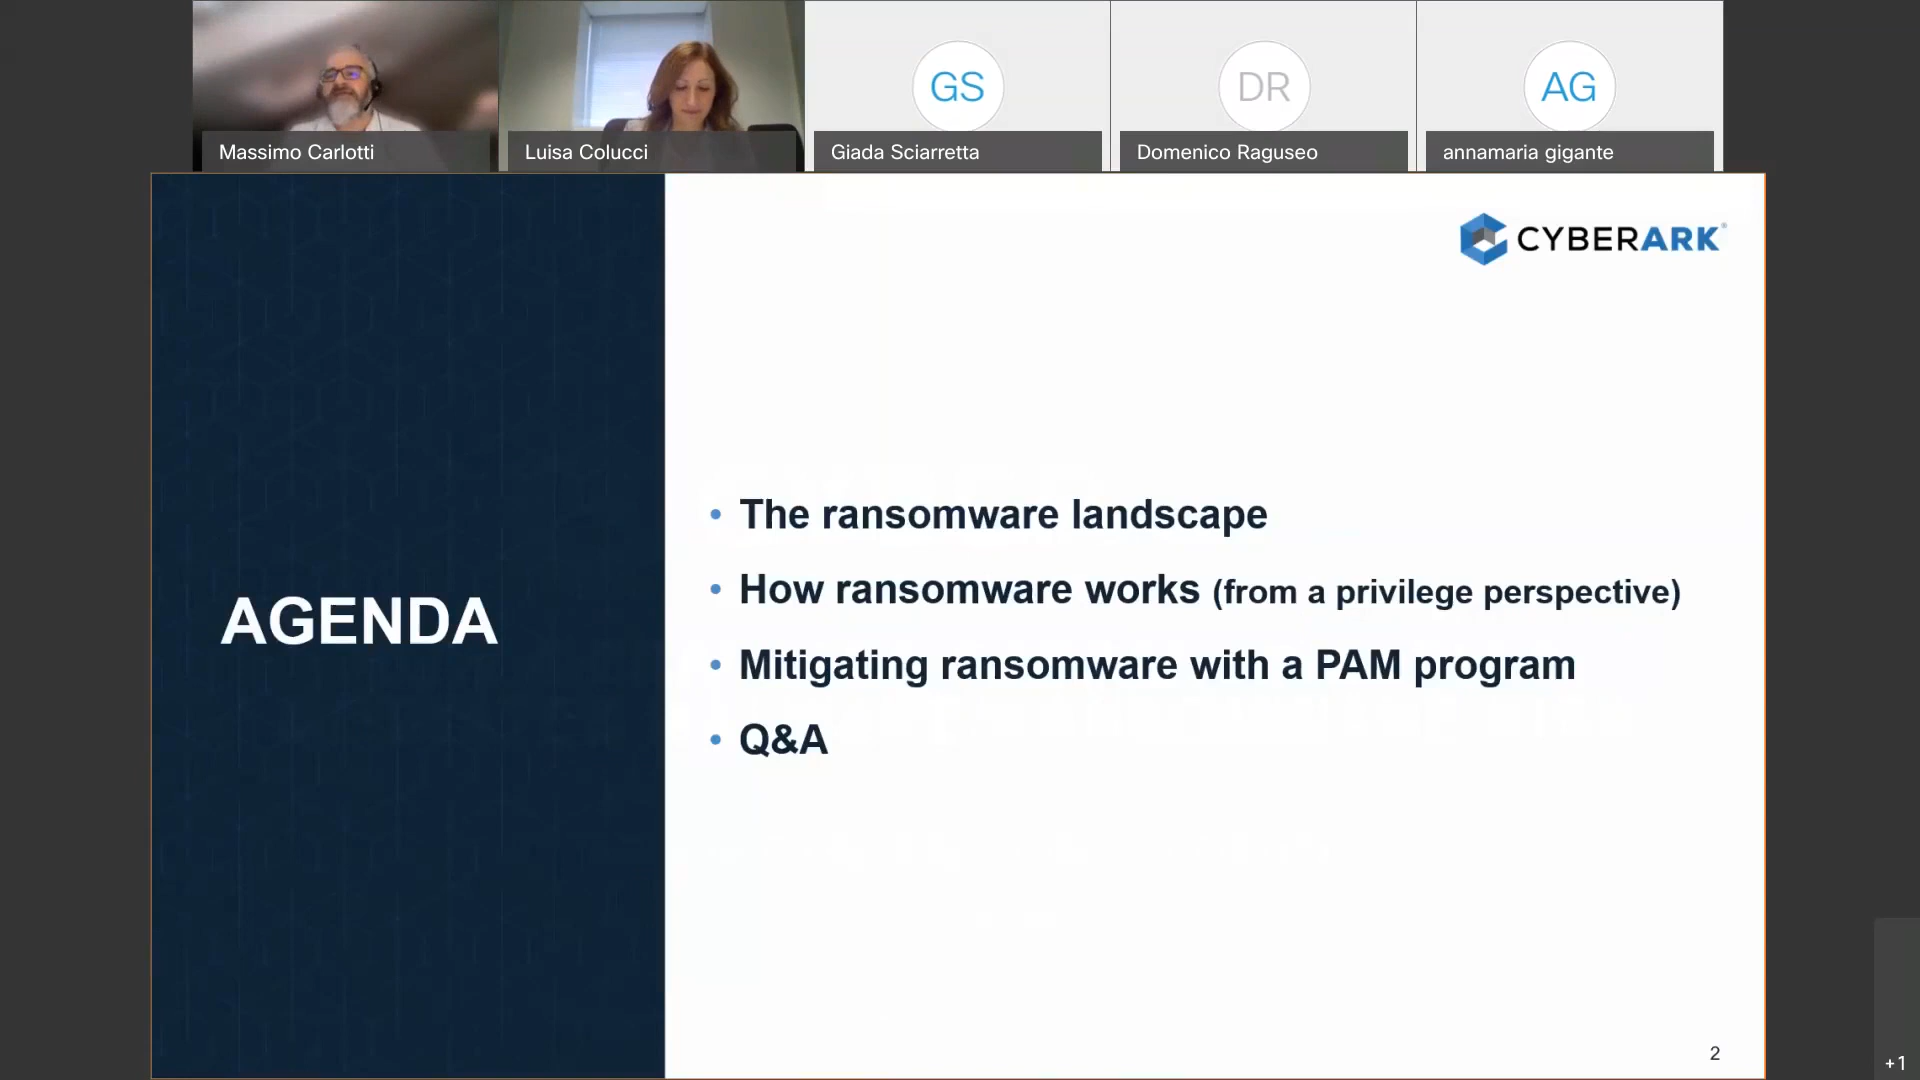 GS
DR
AG
Massimo Carlotti
Luisa Colucci
Giada Sciarretta
Domenico Raguseo
annamaria gigante
CYBERARK®
AGENDA
• The ransomware landscape
• How ransomware works (from a privilege perspective)
• Mitigating ransomware with a PAM program
• Q&A
2
+1